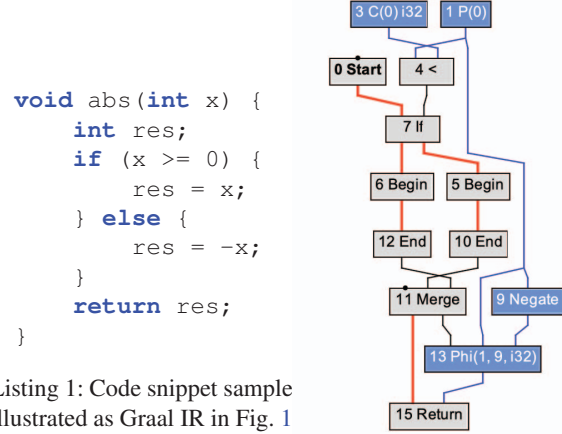 void abs(int x) {
int res;
if (x >= 0) {
res = x;
} else {
res = -x;
}
return res;
}
Listing 1: Code snippet sample
llustrated as Graal IR in Fig. 1
3 C(0) i32
1 P(0)
0 Start
4 <
7 If
6 Begin
5 Begin
12 End
10 End
11 Merge
9 Negate
13 Phi(1, 9, i32)
15 Return